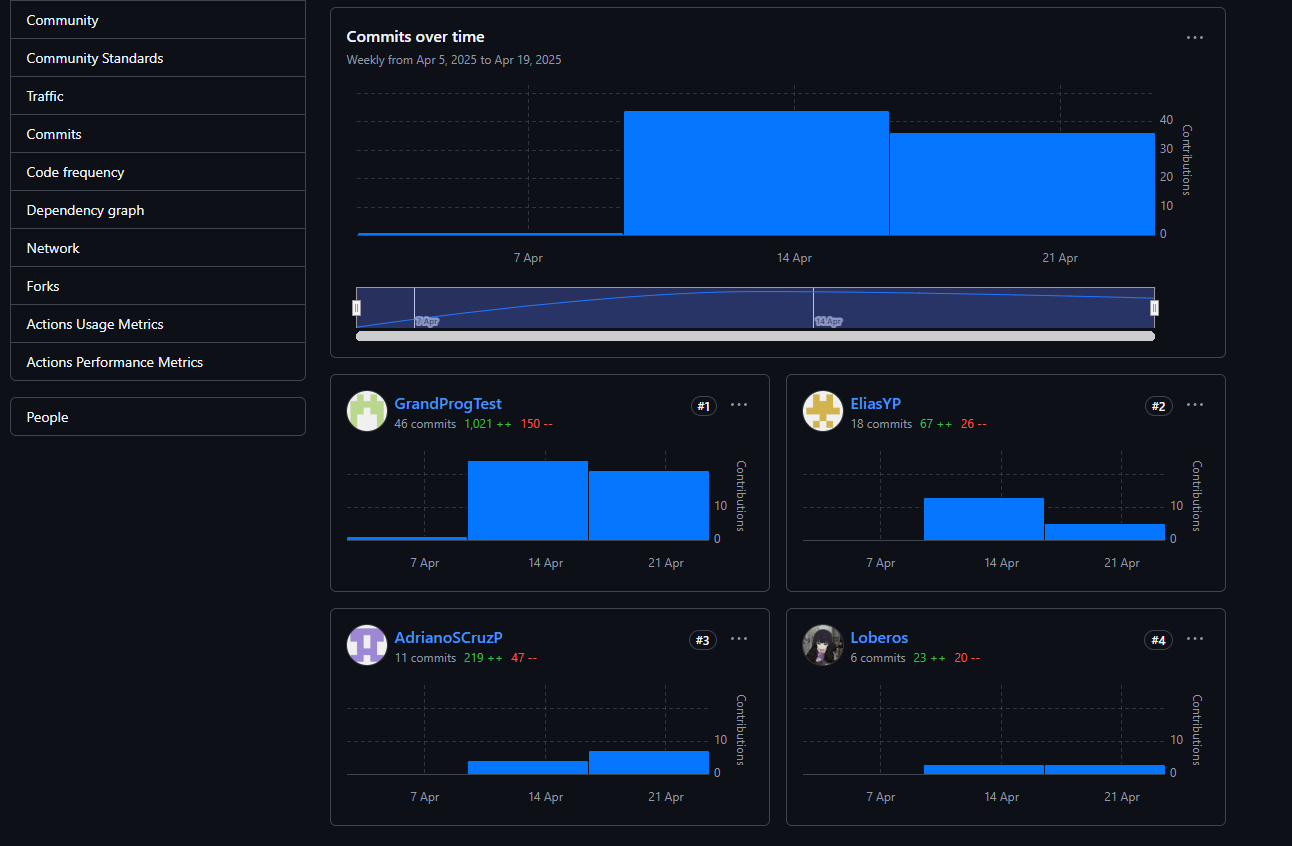 Community
Community Standards
Traffic
Commits
Code frequency
Dependency graph
Network
Forks
Actions Usage Metrics
Actions Performance Metrics
People
Commits over time
Weekly from Apr 5, 2025 to Apr 19, 2025
40
30
20
10
0
Contributions
7 Apr 14 Apr 21 Apr
7 Apr 14 Apr
GrandProgTest #1
46 commits 1,021 ++ 150 --
10
0
Contributions
7 Apr 14 Apr 21 Apr
EliasYP #2
18 commits 67 ++ 26 --
10
0
Contributions
7 Apr 14 Apr 21 Apr
AdrianoSCruzP #3
11 commits 219 ++ 47 --
10
0
Contributions
7 Apr 14 Apr 21 Apr
Loberos #4
6 commits 23 ++ 20 --
10
0
Contributions
7 Apr 14 Apr 21 Apr